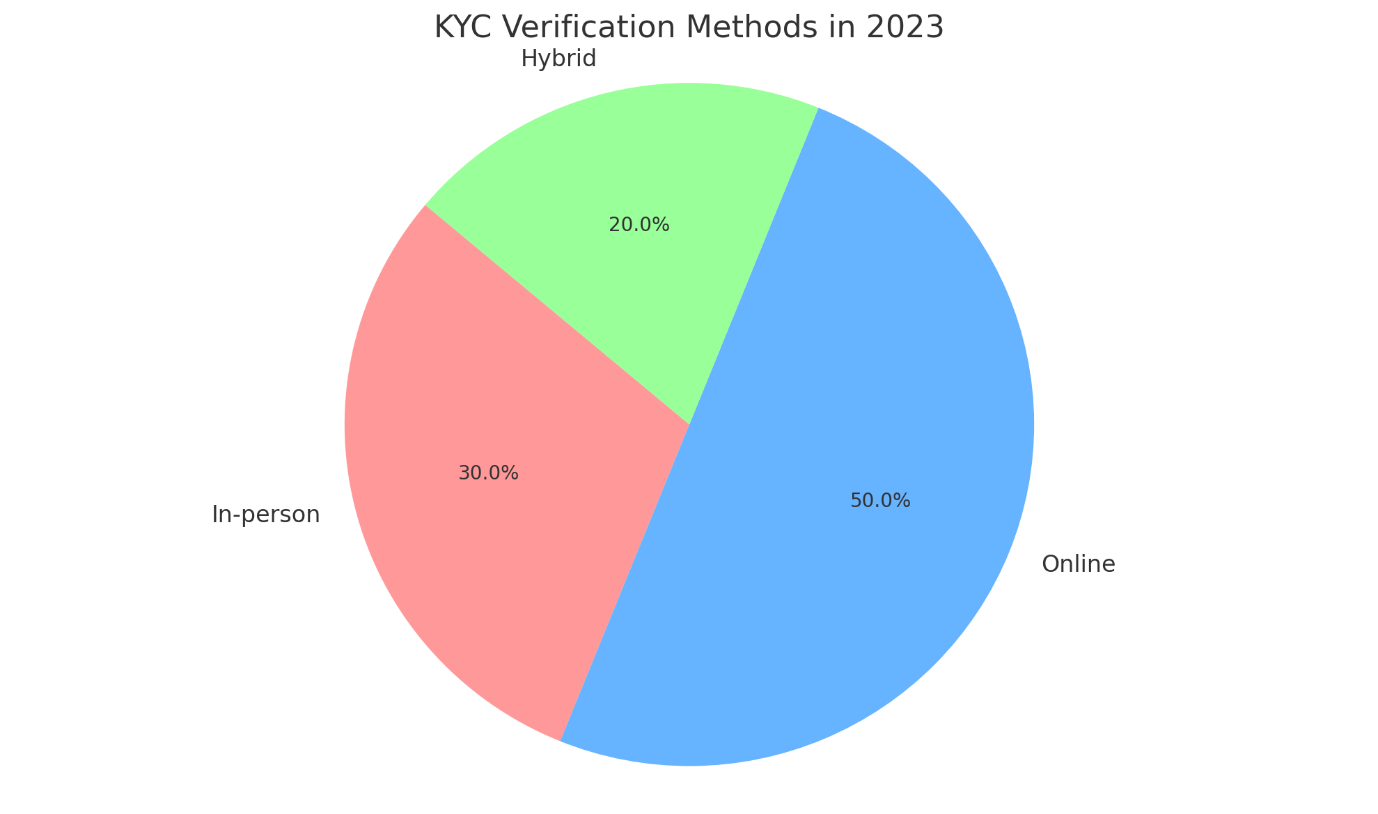 KYC Verification Methods in 2023
Hybrid
20.0%
30.0%
In-person
50.0%
Online